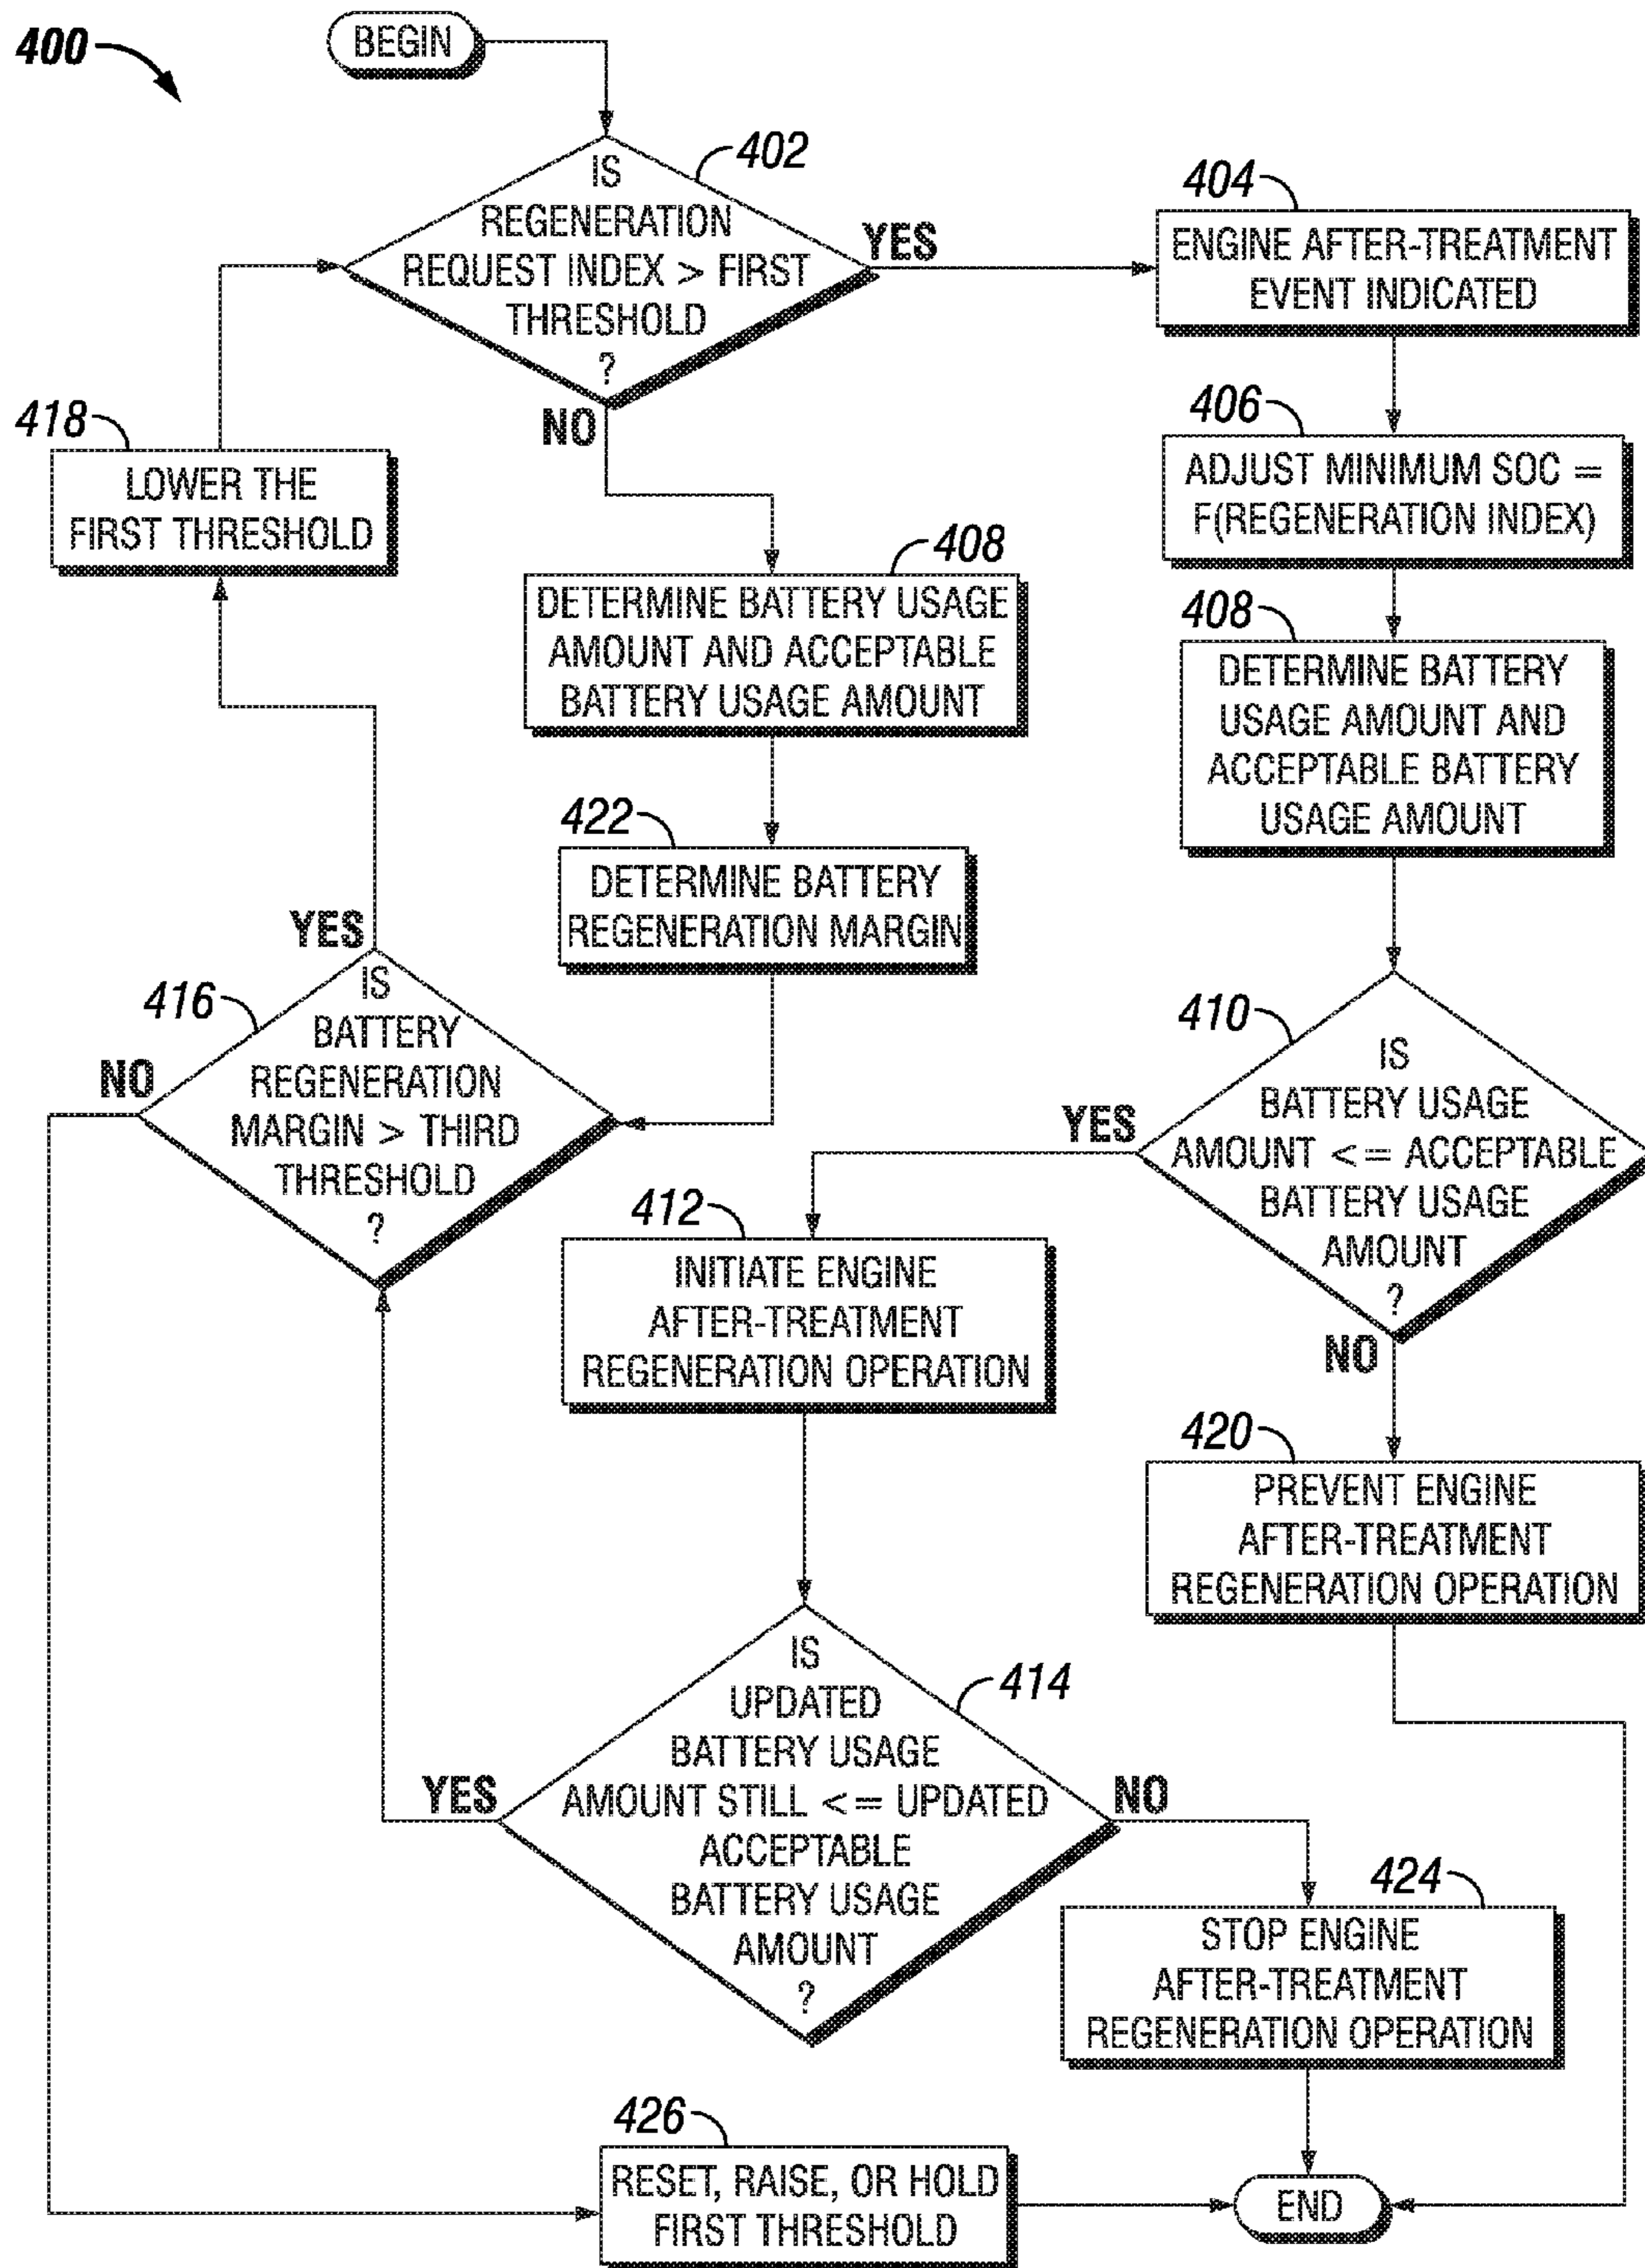 400
BEGIN
402
IS
REGENERATION
REQUEST INDEX > FIRST
THRESHOLD
?
YES
NO
404
ENGINE AFTER-TREATMENT
EVENT INDICATED
406
ADJUST MINIMUM SOC =
F(REGENERATION INDEX)
418
LOWER THE
FIRST THRESHOLD
408
DETERMINE BATTERY USAGE
AMOUNT AND ACCEPTABLE
BATTERY USAGE AMOUNT
408
DETERMINE BATTERY
USAGE AMOUNT AND
ACCEPTABLE BATTERY
USAGE AMOUNT
422
DETERMINE BATTERY
REGENERATION MARGIN
416
YES
NO
IS
BATTERY
REGENERATION
MARGIN > THIRD
THRESHOLD
?
410
YES
IS
BATTERY USAGE
AMOUNT <= ACCEPTABLE
BATTERY USAGE
AMOUNT
?
NO
412
INITIATE ENGINE
AFTER-TREATMENT
REGENERATION OPERATION
420
PREVENT ENGINE
AFTER-TREATMENT
REGENERATION OPERATION
414
IS
UPDATED
BATTERY USAGE
AMOUNT STILL <= UPDATED
ACCEPTABLE
BATTERY USAGE
AMOUNT
?
YES
NO
424
STOP ENGINE
AFTER-TREATMENT
REGENERATION OPERATION
426
RESET, RAISE, OR HOLD
FIRST THRESHOLD
END